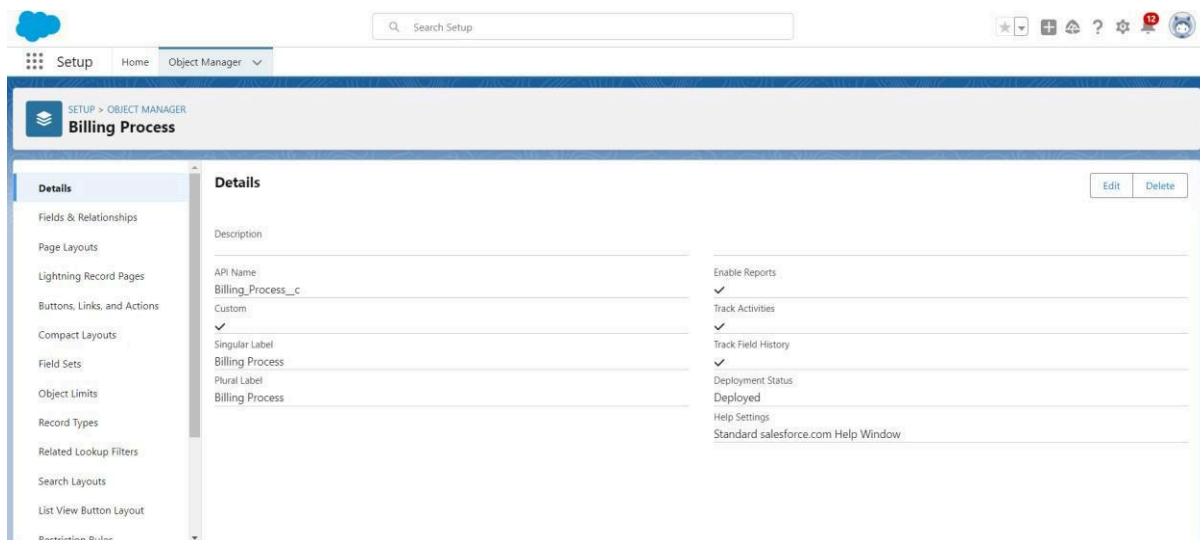 Search Setup
12
Setup
Home
Object Manager
SETUP > OBJECT MANAGER
Billing Process
Details
Fields & Relationships
Page Layouts
Lightning Record Pages
Buttons, Links, and Actions
Compact Layouts
Field Sets
Object Limits
Record Types
Related Lookup Filters
Search Layouts
List View Button Layout
Restriction Rules
Details
Edit
Delete
Description
API Name
Billing_Process__c
Custom
Singular Label
Billing Process
Plural Label
Billing Process
Enable Reports
Track Activities
Track Field History
Deployment Status
Deployed
Help Settings
Standard salesforce.com Help Window